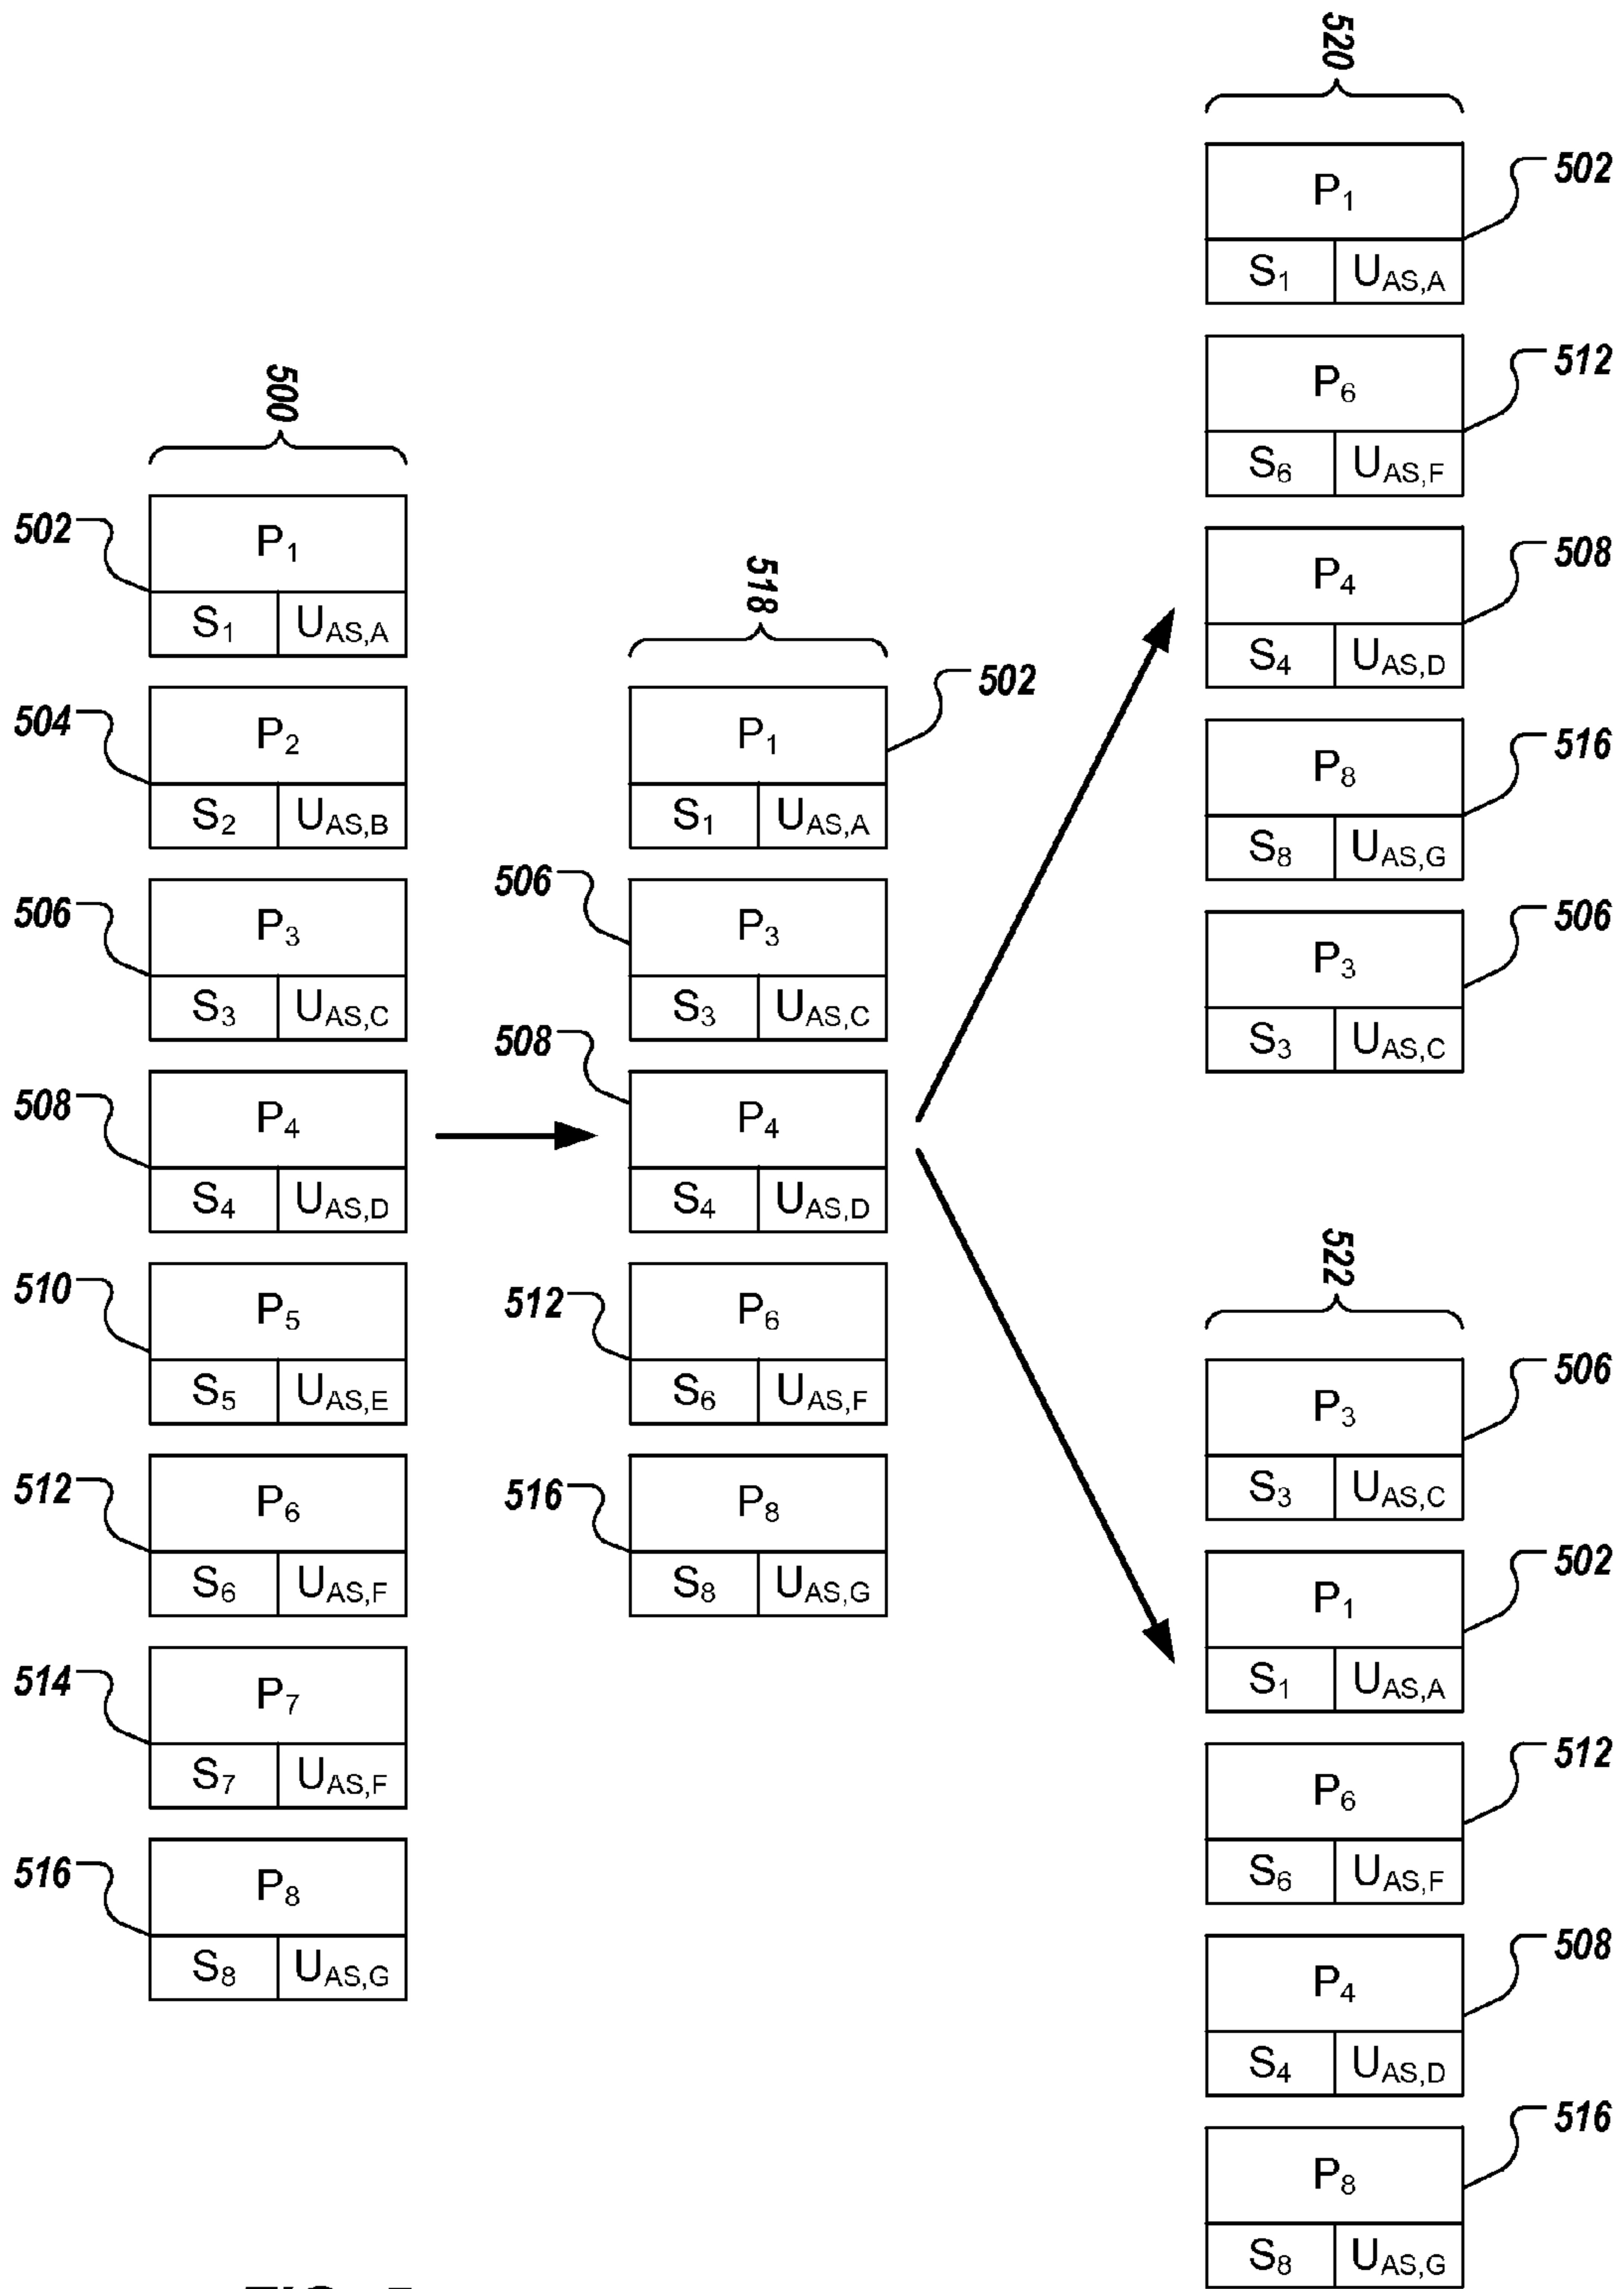 500
502
P1
S1 UAS,A
504
P2
S2 UAS,B
506
P3
S3 UAS,C
508
P4
S4 UAS,D
510
P5
S5 UAS,E
512
P6
S6 UAS,F
514
P7
S7 UAS,F
516
P8
S8 UAS,G
518
502
P1
S1 UAS,A
506
P3
S3 UAS,C
508
P4
S4 UAS,D
512
P6
S6 UAS,F
516
P8
S8 UAS,G
520
502
P1
S1 UAS,A
512
P6
S6 UAS,F
508
P4
S4 UAS,D
516
P8
S8 UAS,G
506
P3
S3 UAS,C
522
506
P3
S3 UAS,C
502
P1
S1 UAS,A
512
P6
S6 UAS,F
508
P4
S4 UAS,D
516
P8
S8 UAS,G